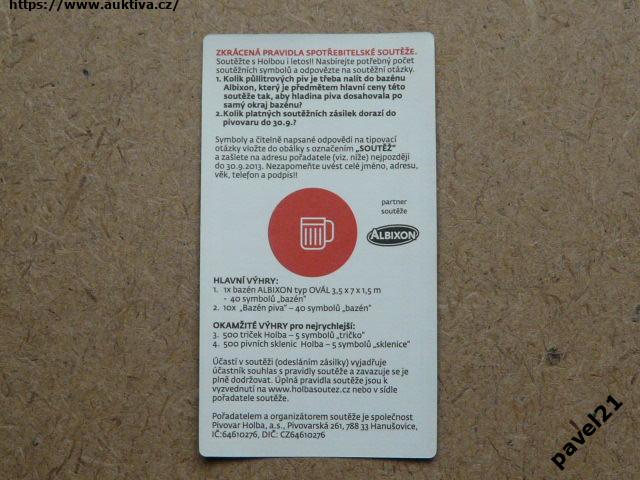 https://www.auktiva.cz/
ZKRÁCENÁ PRAVIDLA SPOTŘEBITELSKÉ SOUTĚŽE.
Soutěžte s Holbou i letos!! Nasbírejte potřebný počet
soutěžních symbolů a odpovězte na soutěžní otázky.
1. Kolik půllitrových piv je třeba nalít do bazénu
Albixon, který je předmětem hlavní ceny této
soutěže tak, aby hladina piva dosahovala po
samý okraj bazénu?
2. Kolik platných soutěžních zásilek dorazí do
pivovaru do 30.9.?
Symboly a čitelně napsané odpovědi na tipovací
otázky vložte do obálky s označením „SOUTĚŽ"
a zašlete na adresu pořadatele (viz. níže) nejpozději
do 30.9.2013. Nezapomeňte uvést celé jméno, adresu,
věk, telefon a podpis!!
partner
soutěže
ALBIXON
HLAVNÍ VÝHRY:
1. 1x bazén ALBIXON typ OVÁL 3,5 x 7 x 1,5 m
- 40 symbolů „bazén"
2. 10x „Bazén piva" – 40 symbolů „bazén"
OKAMŽITÉ VÝHRY pro nejrychlejší:
3. 500 triček Holba – 5 symbolů „tričko"
4. 500 pivních sklenic Holba – 5 symbolů „sklenice"
Účastí v soutěži (odesláním zásilky) vyjadřuje
účastník souhlas s pravidly soutěže a zavazuje se je
plně dodržovat. Úplná pravidla soutěže jsou k
vyzvednutí na www.holbasoutez.cz nebo v sídle
pořadatele soutěže.
Pořadatelem a organizátorem soutěže je společnost
Pivovar Holba, a.s., Pivovarská 261, 788 33 Hanušovice,
IČ:64610276, DIČ: CZ64610276
pavel21